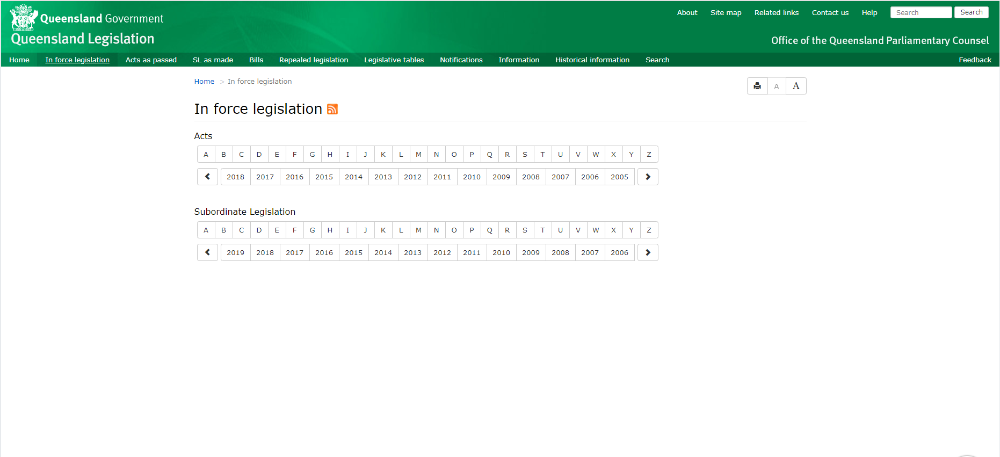 Queensland Government
Queensland Legislation
About Site map Related links Contact us Help Search Search
Office of the Queensland Parliamentary Counsel
Home In force legislation Acts as passed SL as made Bills Repealed legislation Legislative tables Notifications Information Historical information Search Feedback
Home > In force legislation
A A
In force legislation
Acts
A B C D E F G H I J K L M N O P Q R S T U V W X Y Z
2018 2017 2016 2015 2014 2013 2012 2011 2010 2009 2008 2007 2006 2005
Subordinate Legislation
A B C D E F G H I J K L M N O P Q R S T U V W X Y Z
2019 2018 2017 2016 2015 2014 2013 2012 2011 2010 2009 2008 2007 2006